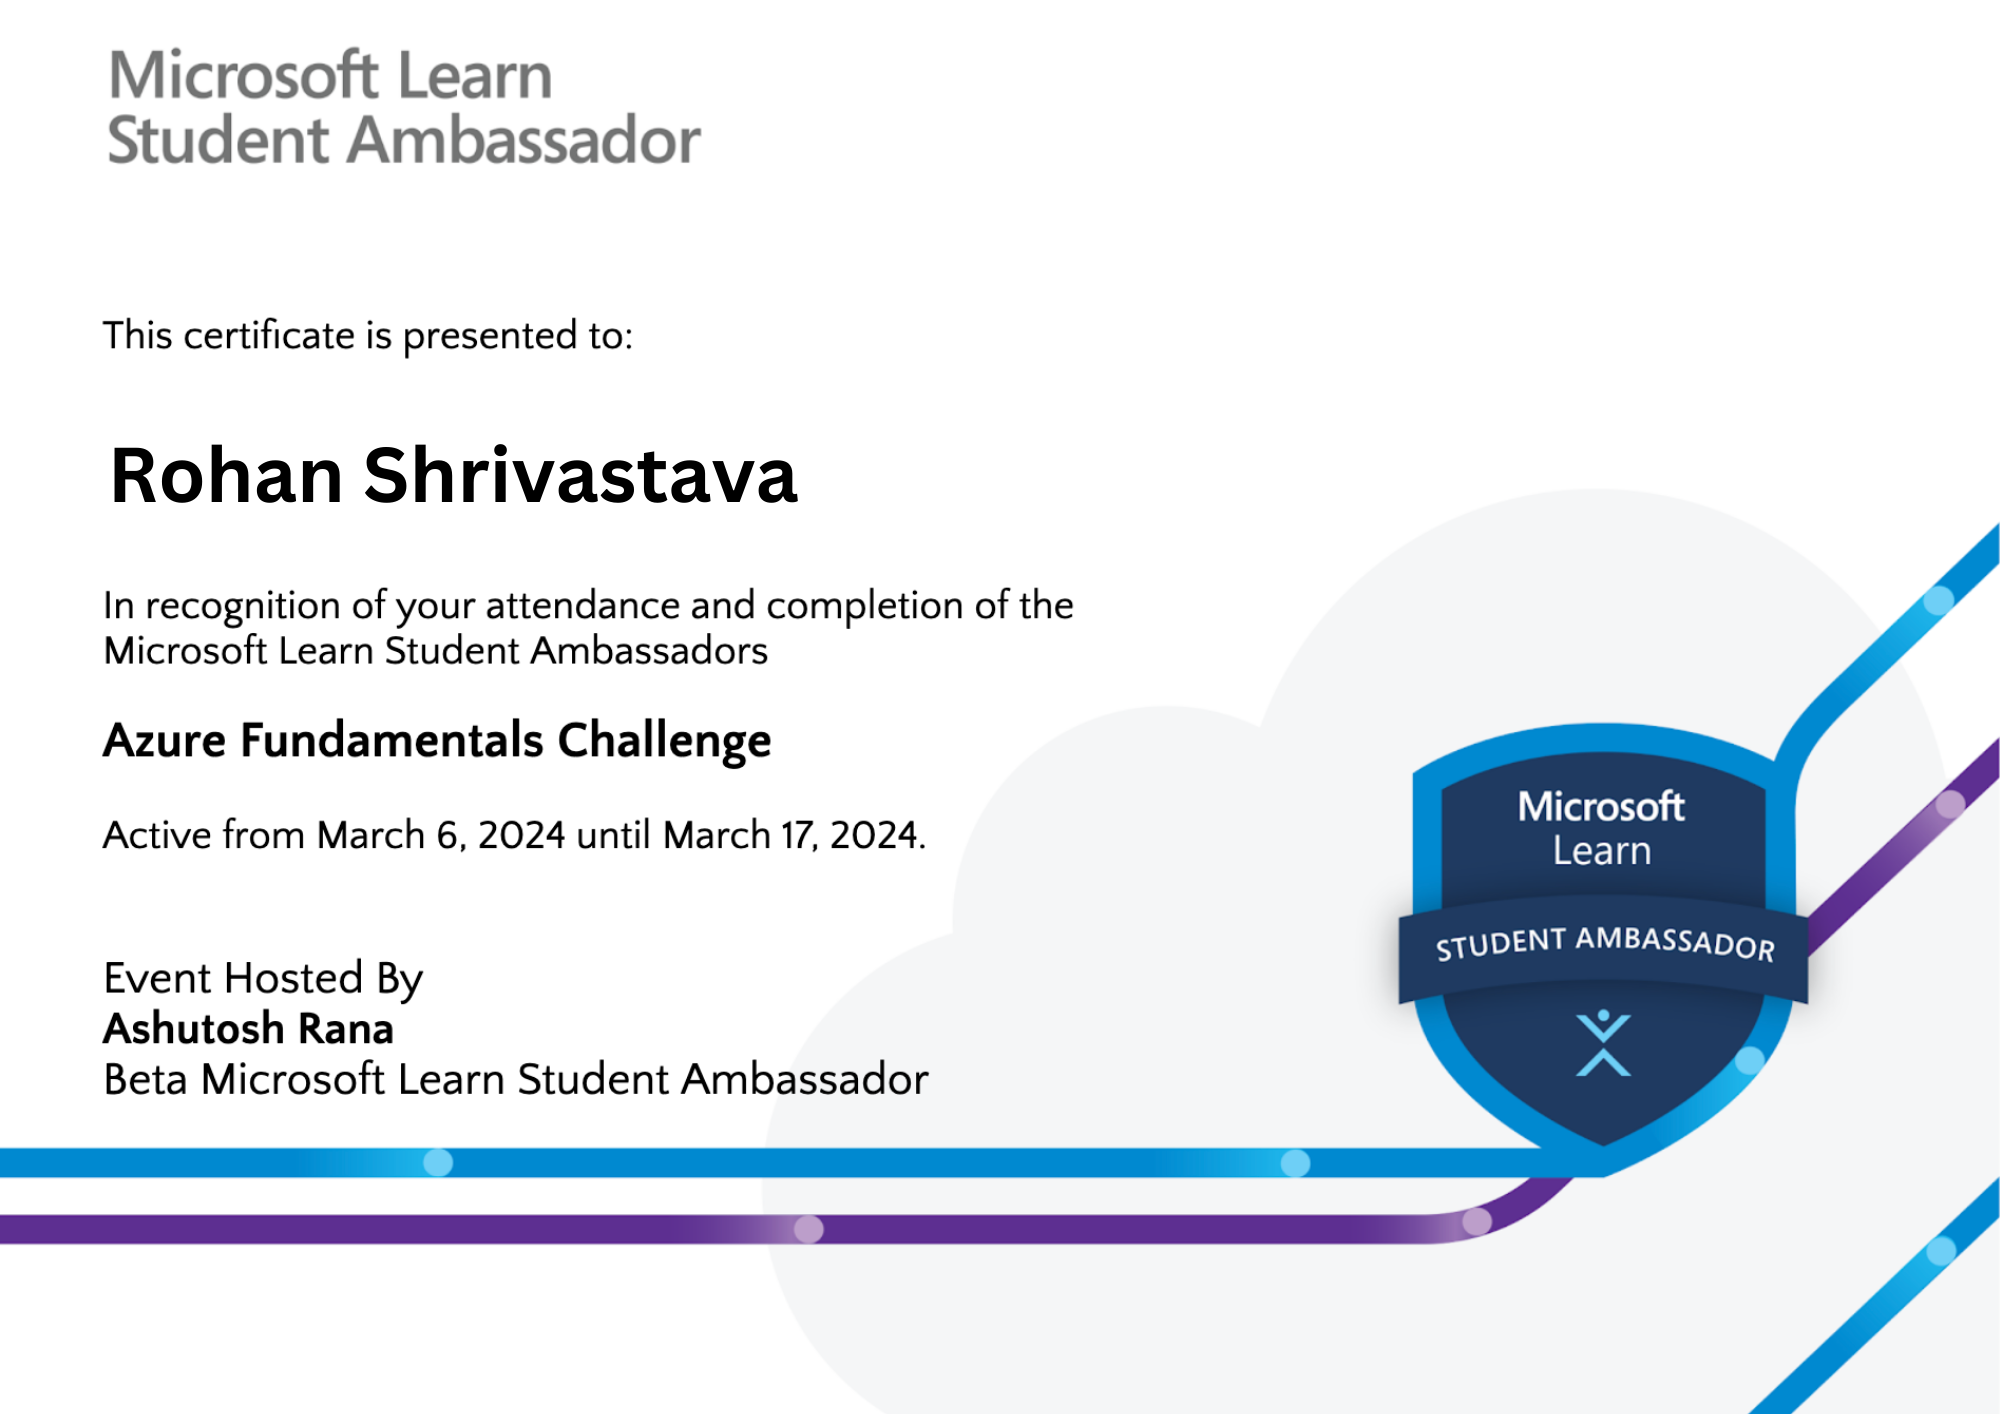 Microsoft Learn
Student Ambassador
This certificate is presented to:
Rohan Shrivastava
In recognition of your attendance and completion of the
Microsoft Learn Student Ambassadors
Azure Fundamentals Challenge
Active from March 6, 2024 until March 17, 2024.
Event Hosted By
Ashutosh Rana
Beta Microsoft Learn Student Ambassador
Microsoft
Learn
STUDENT AMBASSADOR